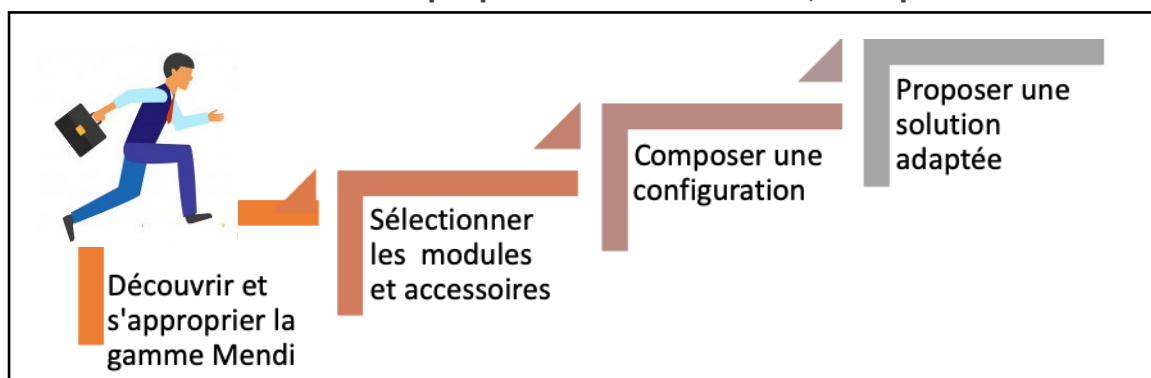 Découvrir et
s'approprier la
gamme Mendi
Sélectionner
les modules
et accessoires
Composer une
configuration
Proposer une
solution
adaptée